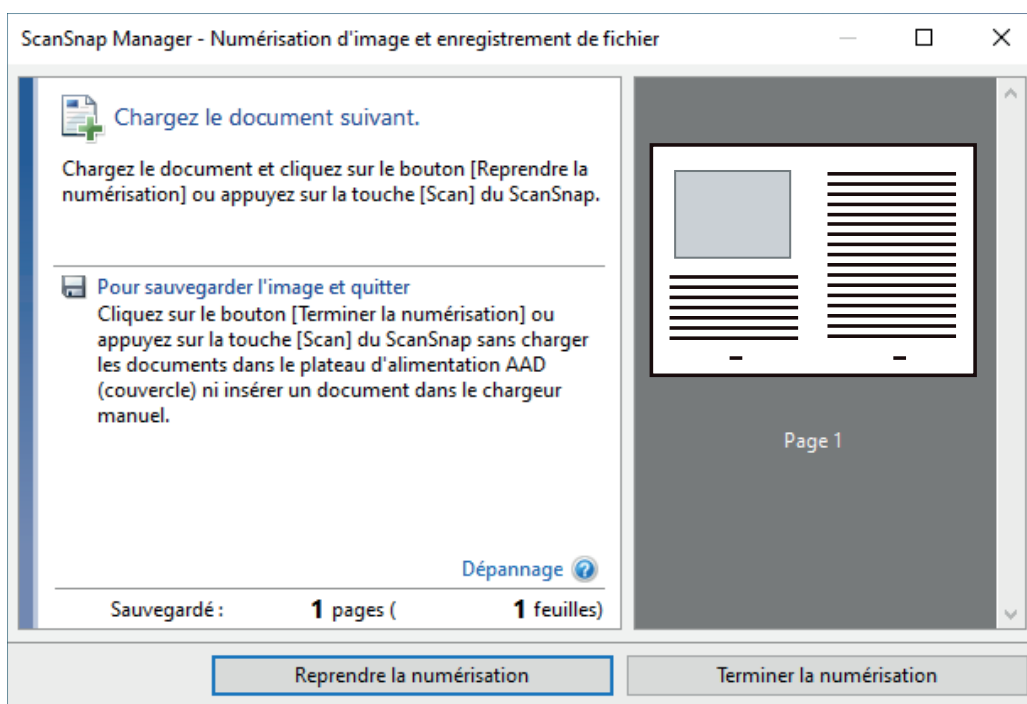 ScanSnap Manager - Numérisation d'image et enregistrement de fichier
Chargez le document suivant.
Chargez le document et cliquez sur le bouton [Reprendre la
numérisation] ou appuyez sur la touche [Scan] du ScanSnap.
Pour sauvegarder l'image et quitter
Cliquez sur le bouton [Terminer la numérisation] ou
appuyez sur la touche [Scan] du ScanSnap sans charger
les documents dans le plateau d'alimentation AAD
(couvercle) ni insérer un document dans le chargeur
manuel.
Dépannage ?
Sauvegardé : 1 pages ( 1 feuilles)
Page 1
Reprendre la numérisation
Terminer la numérisation